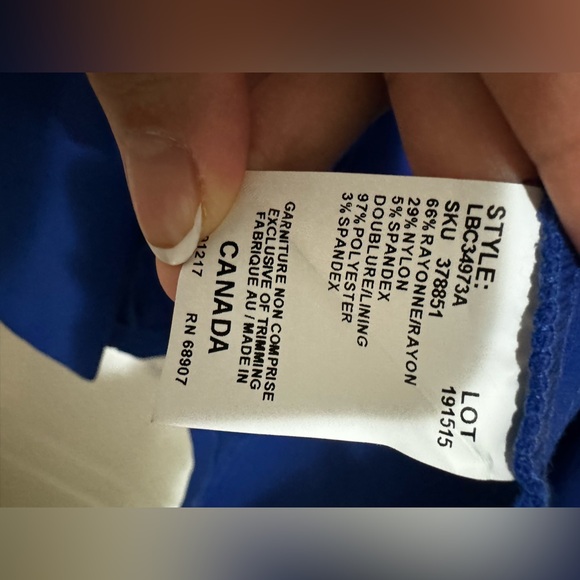 STYLE:
LBC34973A
SKU 378851
LOT
191515
66%RAYONNE/RAYON
29%NYLON
5%SPANDEX
DOUBLURE/LINING
97%POLYESTER
3%SPANDEX
GARNITURE NON COMPRISE
EXCLUSIVE OF TRIMMING
FABRIQUE AU / MADE IN
CANADA
RN 68907